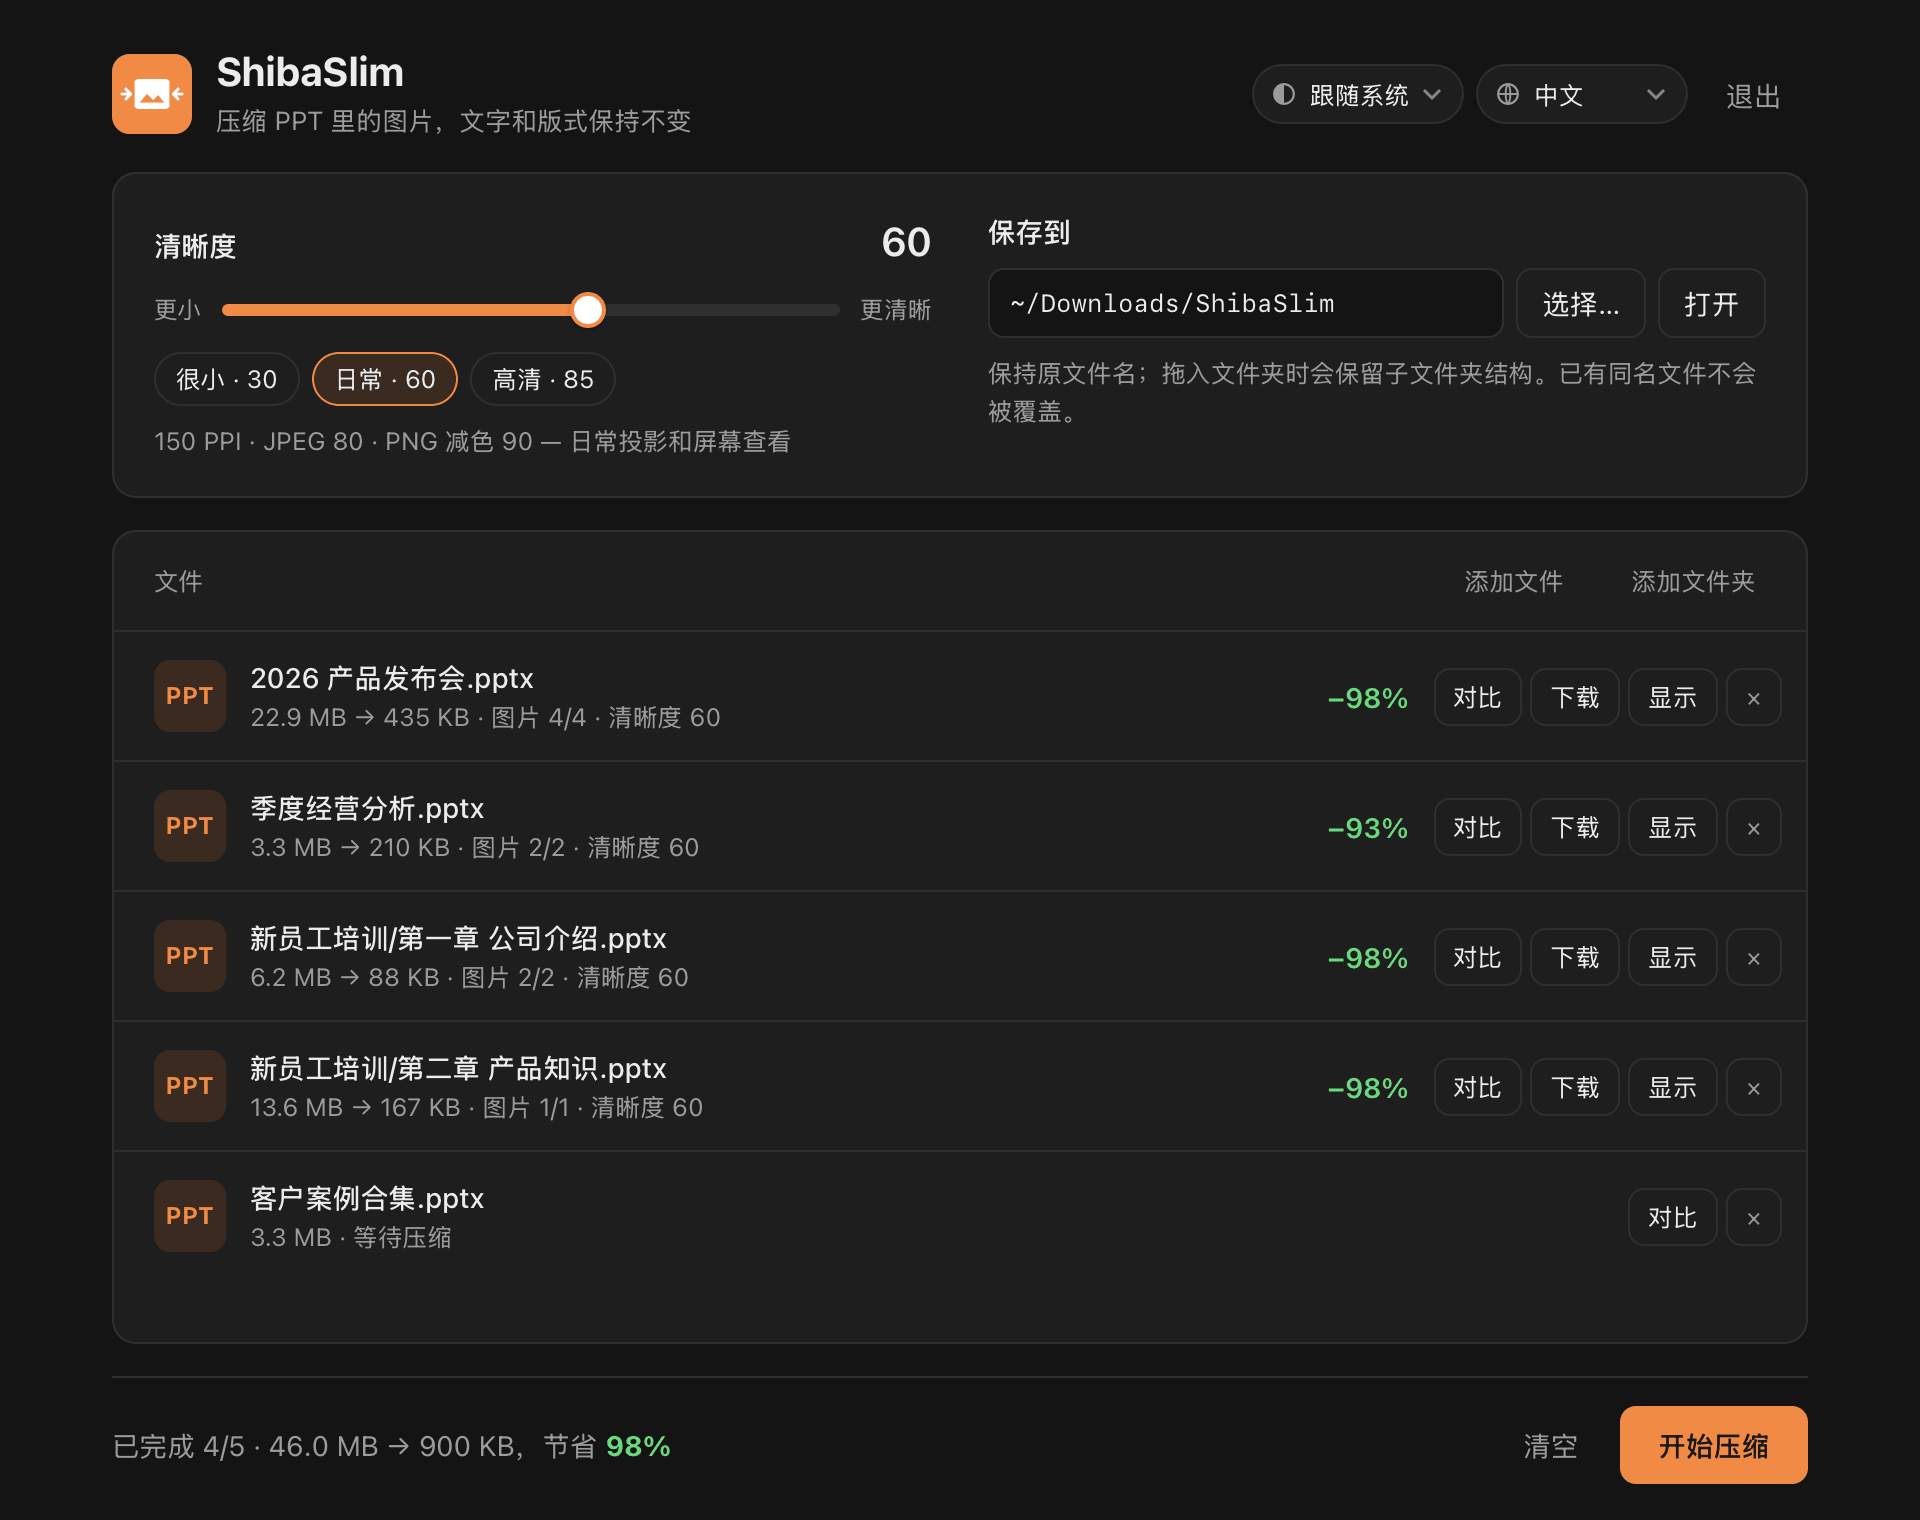 ShibaSlim
压缩 PPT 里的图片，文字和版式保持不变
跟随系统
中文
退出
清晰度
60
更小
更清晰
很小 · 30
日常 · 60
高清 · 85
150 PPI · JPEG 80 · PNG 减色 90 — 日常投影和屏幕查看
保存到
~/Downloads/ShibaSlim
选择...
打开
保持原文件名；拖入文件夹时会保留子文件夹结构。已有同名文件不会
被覆盖。
文件
添加文件
添加文件夹
PPT
2026 产品发布会.pptx
22.9 MB → 435 KB · 图片 4/4 · 清晰度 60
−98%
对比
下载
显示
×
PPT
季度经营分析.pptx
3.3 MB → 210 KB · 图片 2/2 · 清晰度 60
−93%
对比
下载
显示
×
PPT
新员工培训/第一章 公司介绍.pptx
6.2 MB → 88 KB · 图片 2/2 · 清晰度 60
−98%
对比
下载
显示
×
PPT
新员工培训/第二章 产品知识.pptx
13.6 MB → 167 KB · 图片 1/1 · 清晰度 60
−98%
对比
下载
显示
×
PPT
客户案例合集.pptx
3.3 MB · 等待压缩
对比
×
已完成 4/5 · 46.0 MB → 900 KB，节省 98%
清空
开始压缩